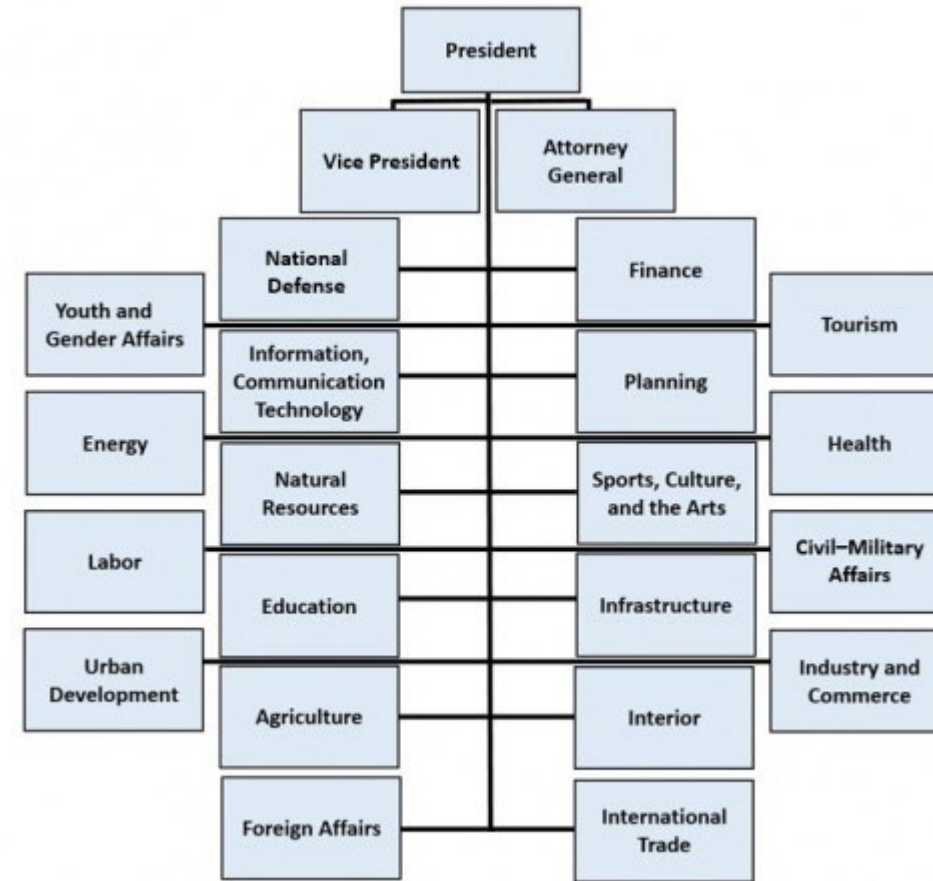 President
Vice President
Attorney
General
National
Defense
Finance
Youth and
Gender Affairs
Tourism
Information,
Communication
Technology
Planning
Energy
Health
Natural
Resources
Sports, Culture,
and the Arts
Labor
Civil–Military
Affairs
Education
Infrastructure
Urban
Development
Industry and
Commerce
Agriculture
Interior
Foreign Affairs
International
Trade